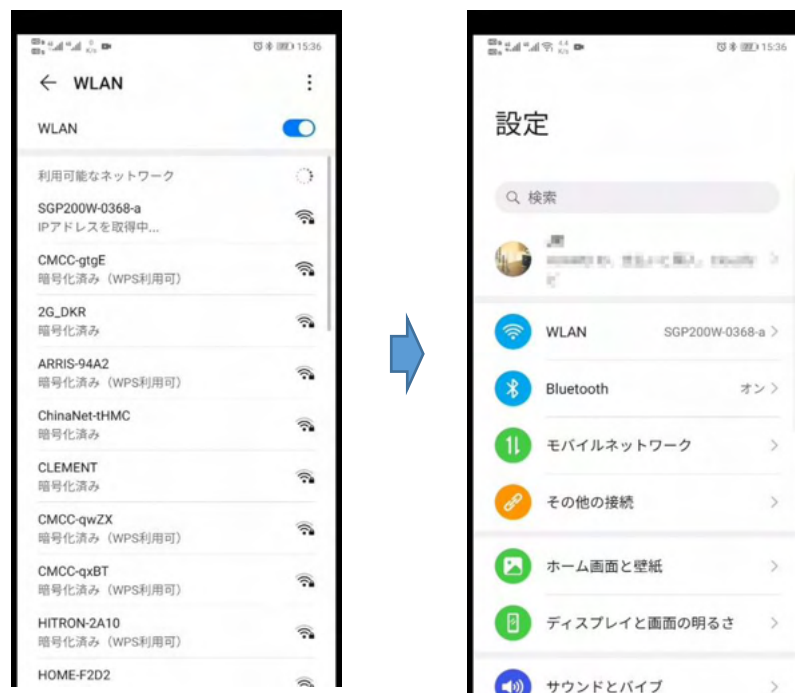 15:36
WLAN
WLAN
利用可能なネットワーク
SGP200W-0368-a
IPアドレスを取得中...
CMCC-gtgE
暗号化済み（WPS利用可）
2G_DKR
暗号化済み
ARRIS-94A2
暗号化済み（WPS利用可）
ChinaNet-tHMC
暗号化済み
CLEMENT
暗号化済み
CMCC-qwZX
暗号化済み（WPS利用可）
CMCC-qxBT
暗号化済み（WPS利用可）
HITRON-2A10
暗号化済み（WPS利用可）
HOME-F2D2
15:36
設定
検索
WLAN SGP200W-0368-a
Bluetooth オン
モバイルネットワーク
その他の接続
ホーム画面と壁紙
ディスプレイと画面の明るさ
サウンドとバイブ